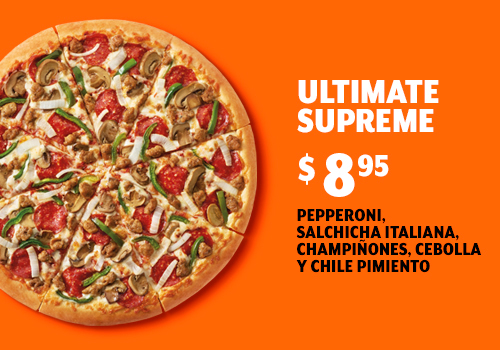 ULTIMATE
SUPREME
$ 8 95
PEPPERONI,
SALCHICHA ITALIANA,
CHAMPIÑONES, CEBOLLA
Y CHILE PIMIENTO